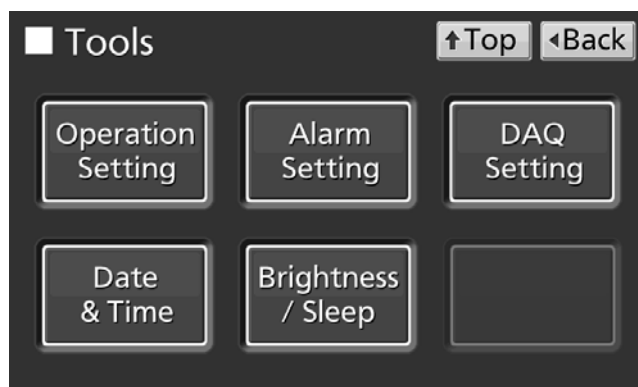 Tools
↑Top
◂Back
Operation
Setting
Alarm
Setting
DAQ
Setting
Date
& Time
Brightness
/ Sleep